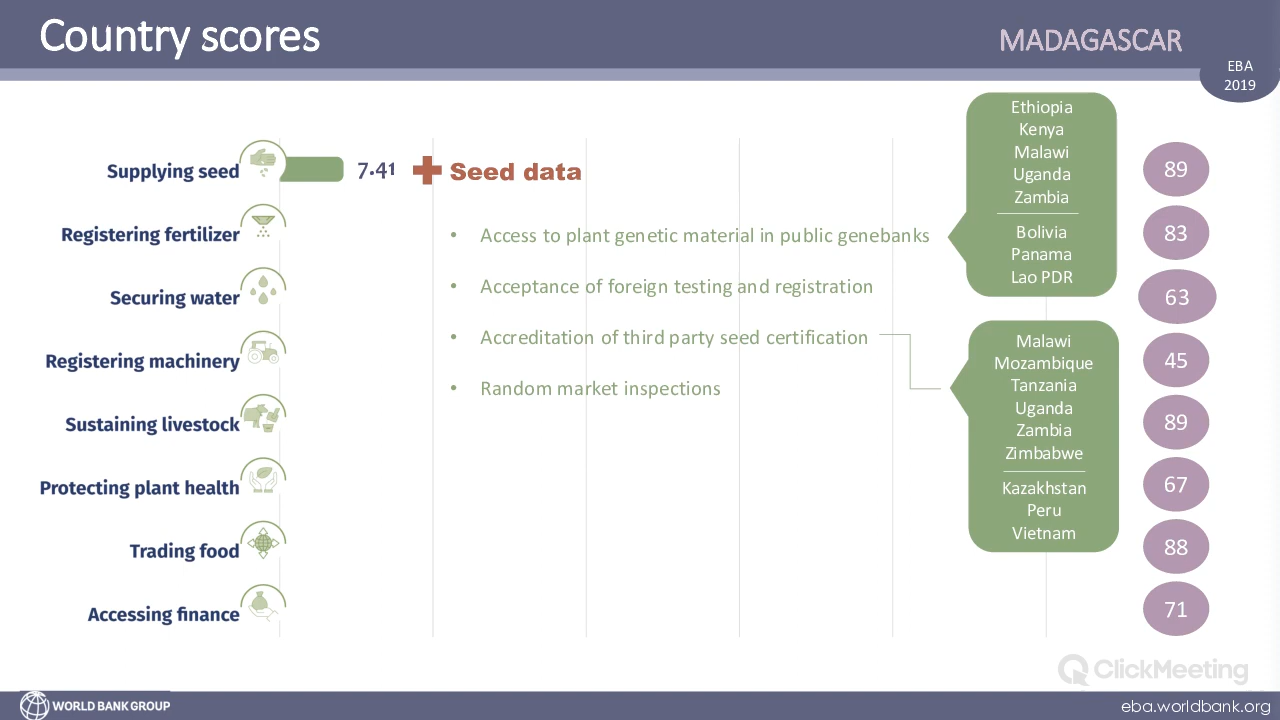 Country scores
MADAGASCAR
EBA
2019
Supplying seed
7.41
Seed data
89
Registering fertilizer
83
Securing water
63
Registering machinery
45
Sustaining livestock
89
Protecting plant health
67
Trading food
88
Accessing finance
71
• Access to plant genetic material in public genebanks
• Acceptance of foreign testing and registration
• Accreditation of third party seed certification
• Random market inspections
Ethiopia
Kenya
Malawi
Uganda
Zambia
Bolivia
Panama
Lao PDR
Malawi
Mozambique
Tanzania
Uganda
Zambia
Zimbabwe
Kazakhstan
Peru
Vietnam
ClickMeeting
WORLD BANK GROUP
eba.worldbank.org